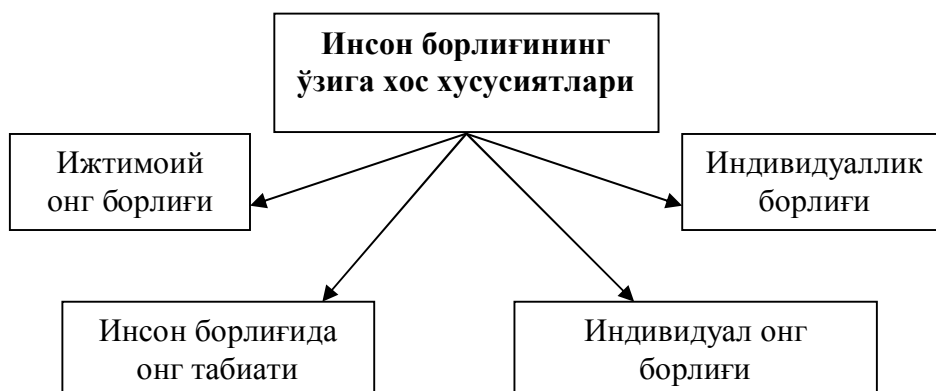 Инсон борлиғининг
ўзига хос хусусиятлари
Ижтимоий
онг борлиғи
Индивидуаллик
борлиғи
Инсон борлиғида
онг табиати
Индивидуал онг
борлиғи